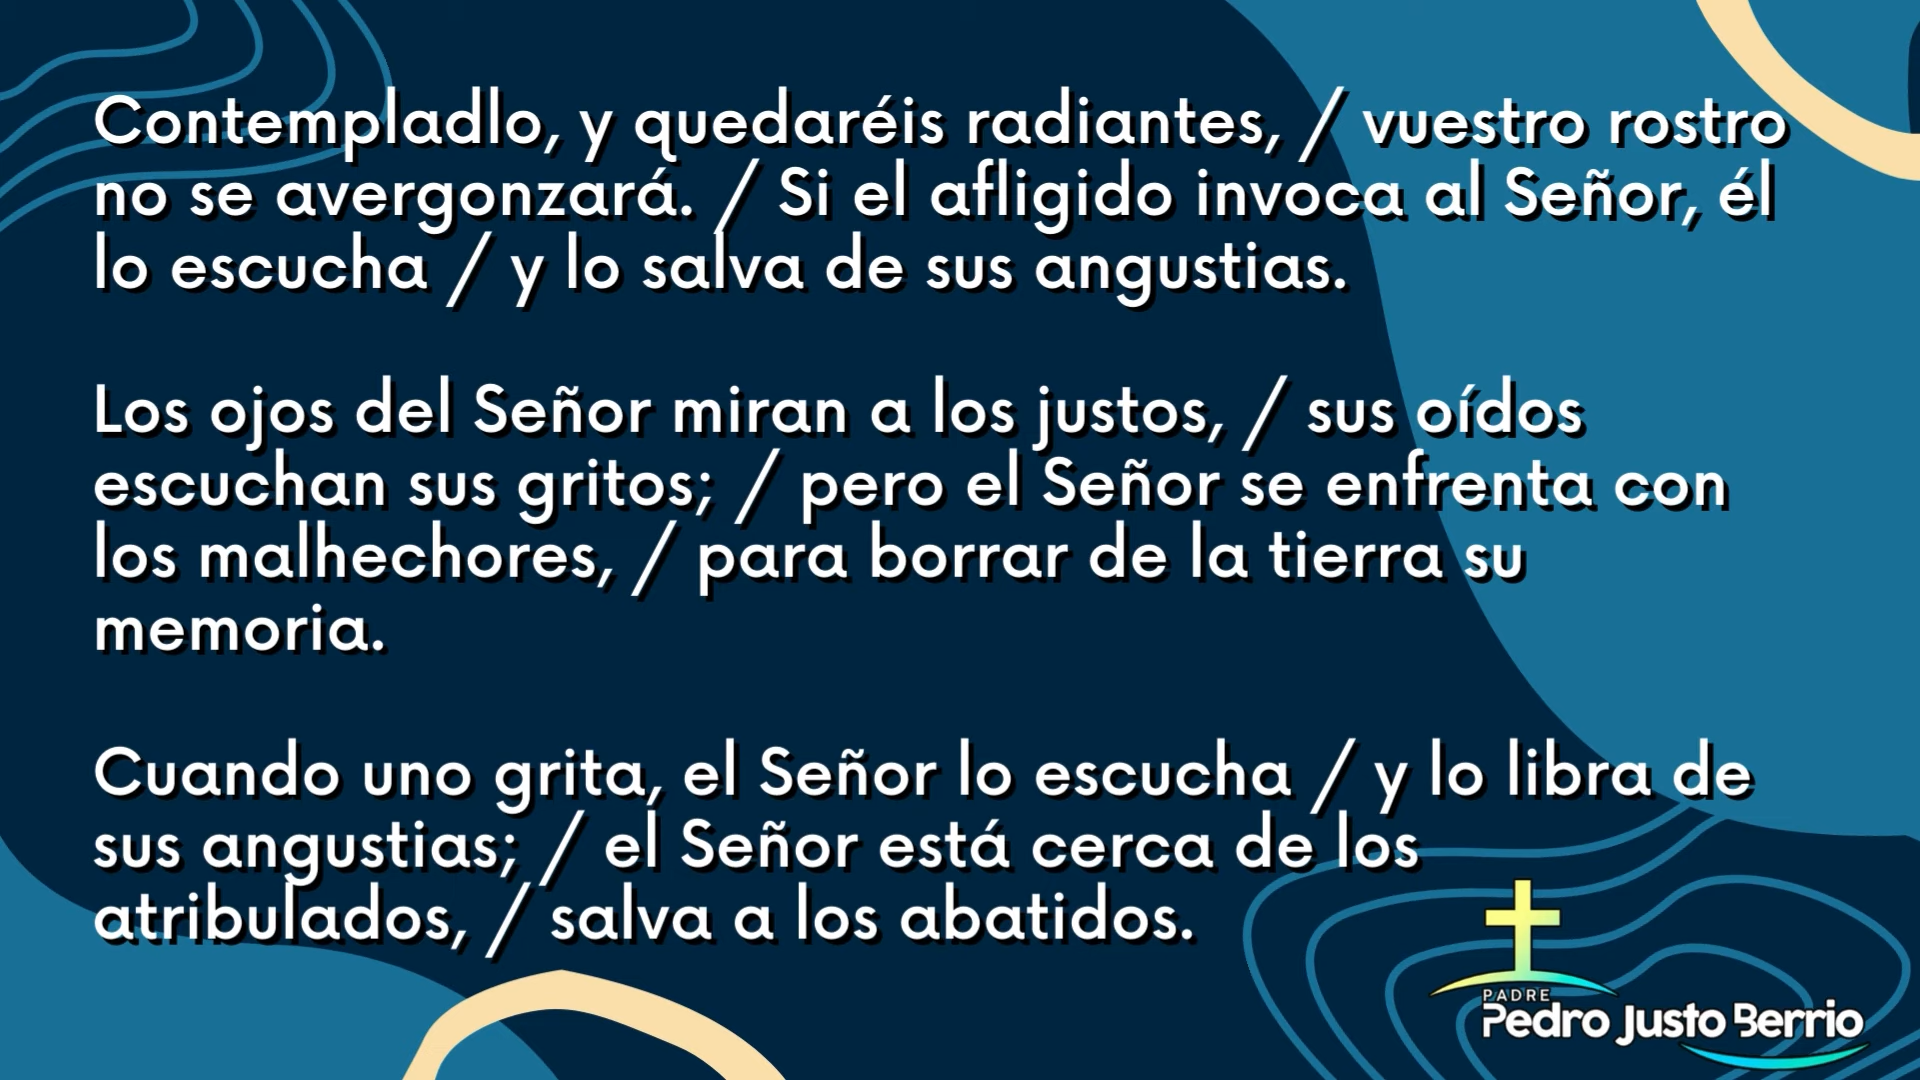 Contempladlo, y quedaréis radiantes, / vuestro rostro
no se avergonzará. / Si el afligido invoca al Señor, él
lo escucha / y lo salva de sus angustias.
Los ojos del Señor miran a los justos, / sus oídos
escuchan sus gritos; / pero el Señor se enfrenta con
los malhechores, / para borrar de la tierra su
memoria.
Cuando uno grita, el Señor lo escucha / y lo libra de
sus angustias; / el Señor está cerca de los
atribulados, / salva a los abatidos.
PADRE
Pedro Justo Berrio